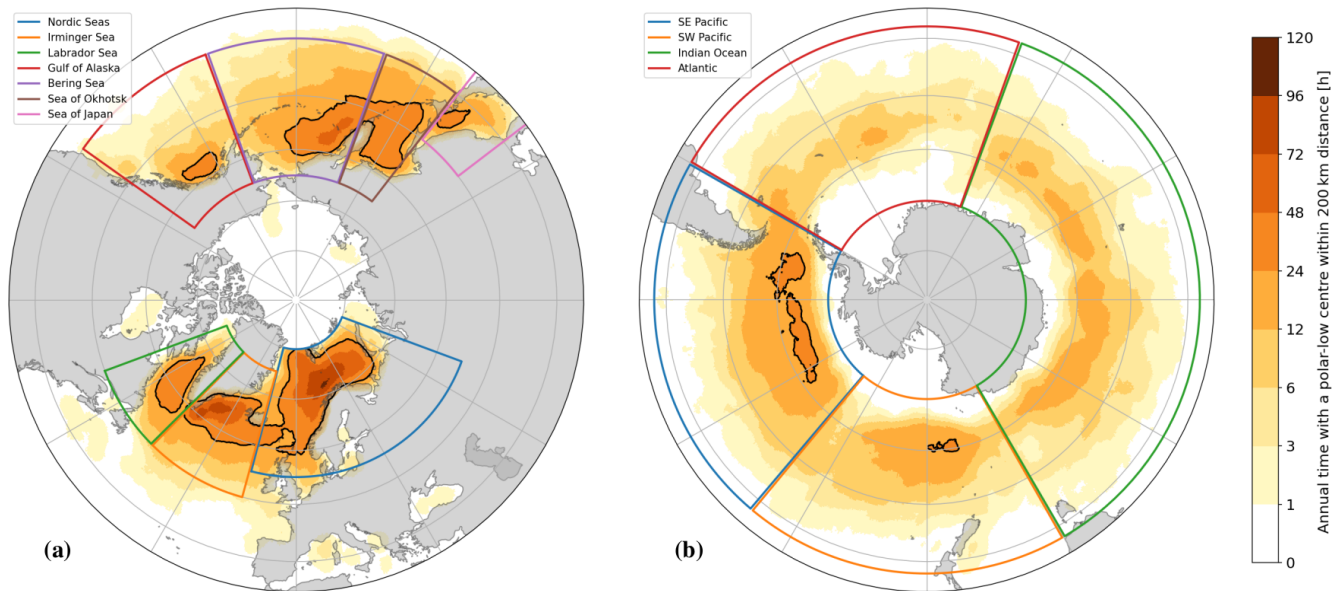 Nordic Seas
Irminger Sea
Labrador Sea
Gulf of Alaska
Bering Sea
Sea of Okhotsk
Sea of Japan
(a)
SE Pacific
SW Pacific
Indian Ocean
Atlantic
(b)
120
96
72
48
24
12
6
3
1
0
Annual time with a polar-low centre within 200 km distance [h]